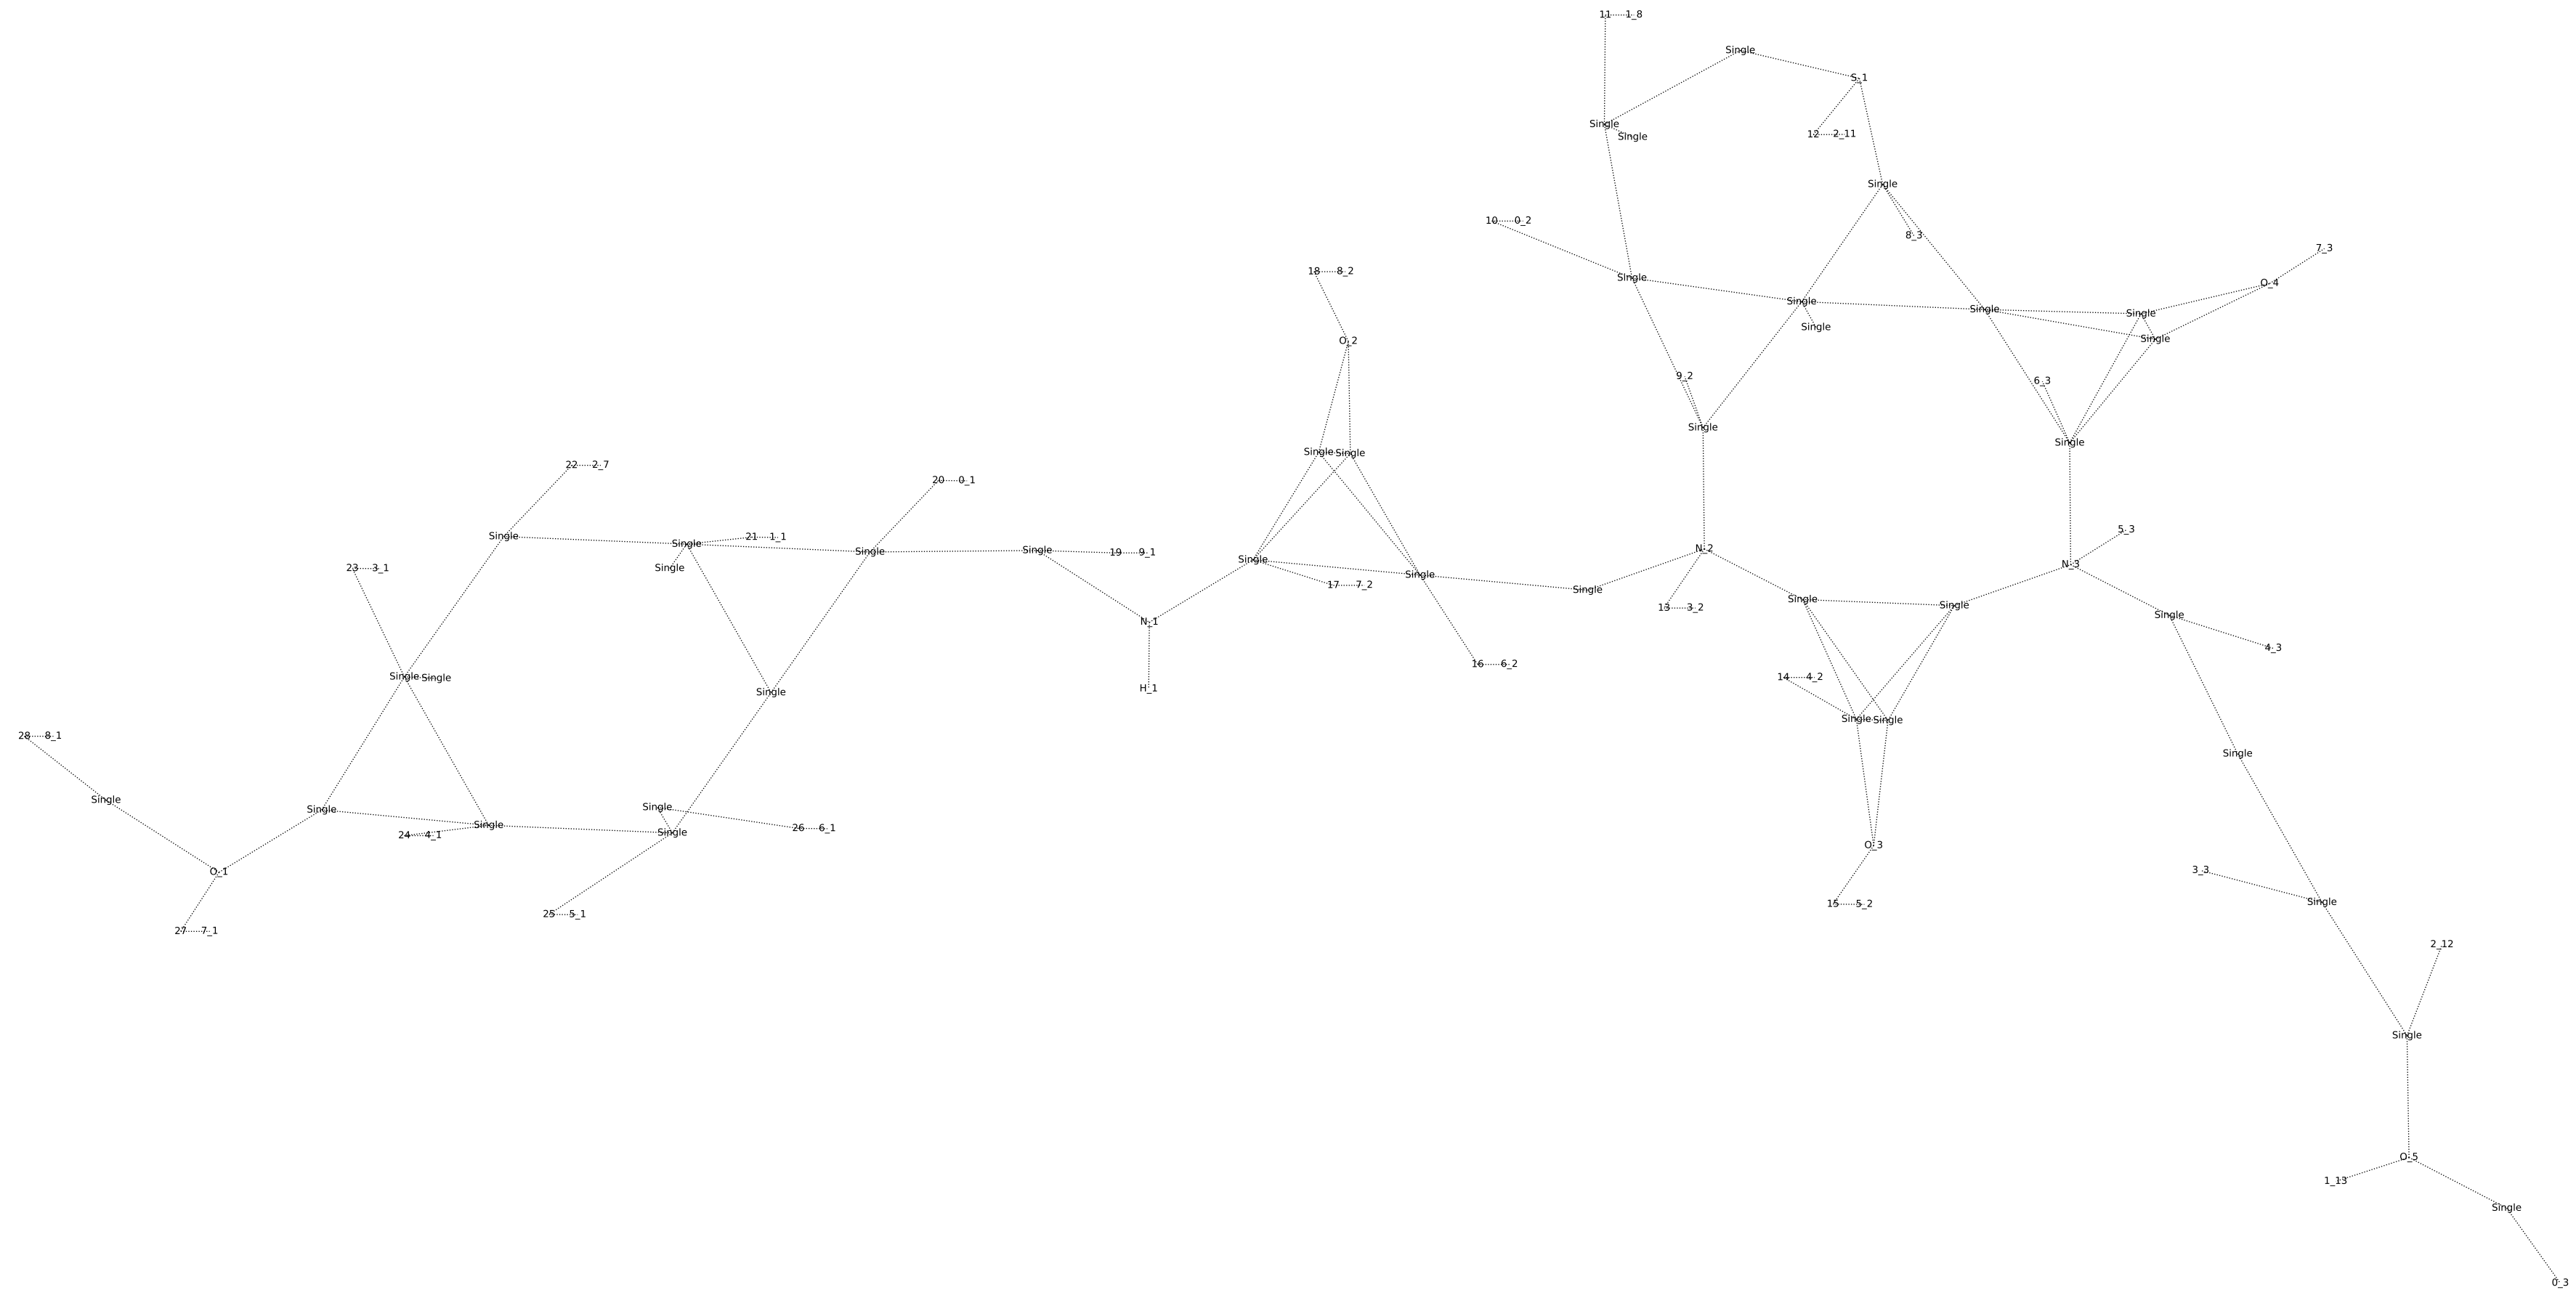 11 1_8
Single
S_1
Single
Single
12 2_11
Single
10 0_2
8_3
7_3
18 8_2
Single
O_4
Single
Single
Single
Single
Single
O_2
9_2
6_3
Single
Single
Single
Single
22 2_7
20 0_1
5_3
Single
21 1_1
Single
Single
Single
19 9_1
N_2
Single
N_3
23 3_1
Single
Single
17 7_2
Single
Single
Single
13 3_2
Single
N_1
4_3
16 6_2
Single
Single
14 4_2
H_1
Single
Single
Single
28 8_1
Single
Single
Single
Single
Single
26 6_1
24 4_1
Single
O_3
O_1
3_3
Single
15 5_2
25 5_1
27 7_1
2_12
Single
O_5
1_13
Single
0_3